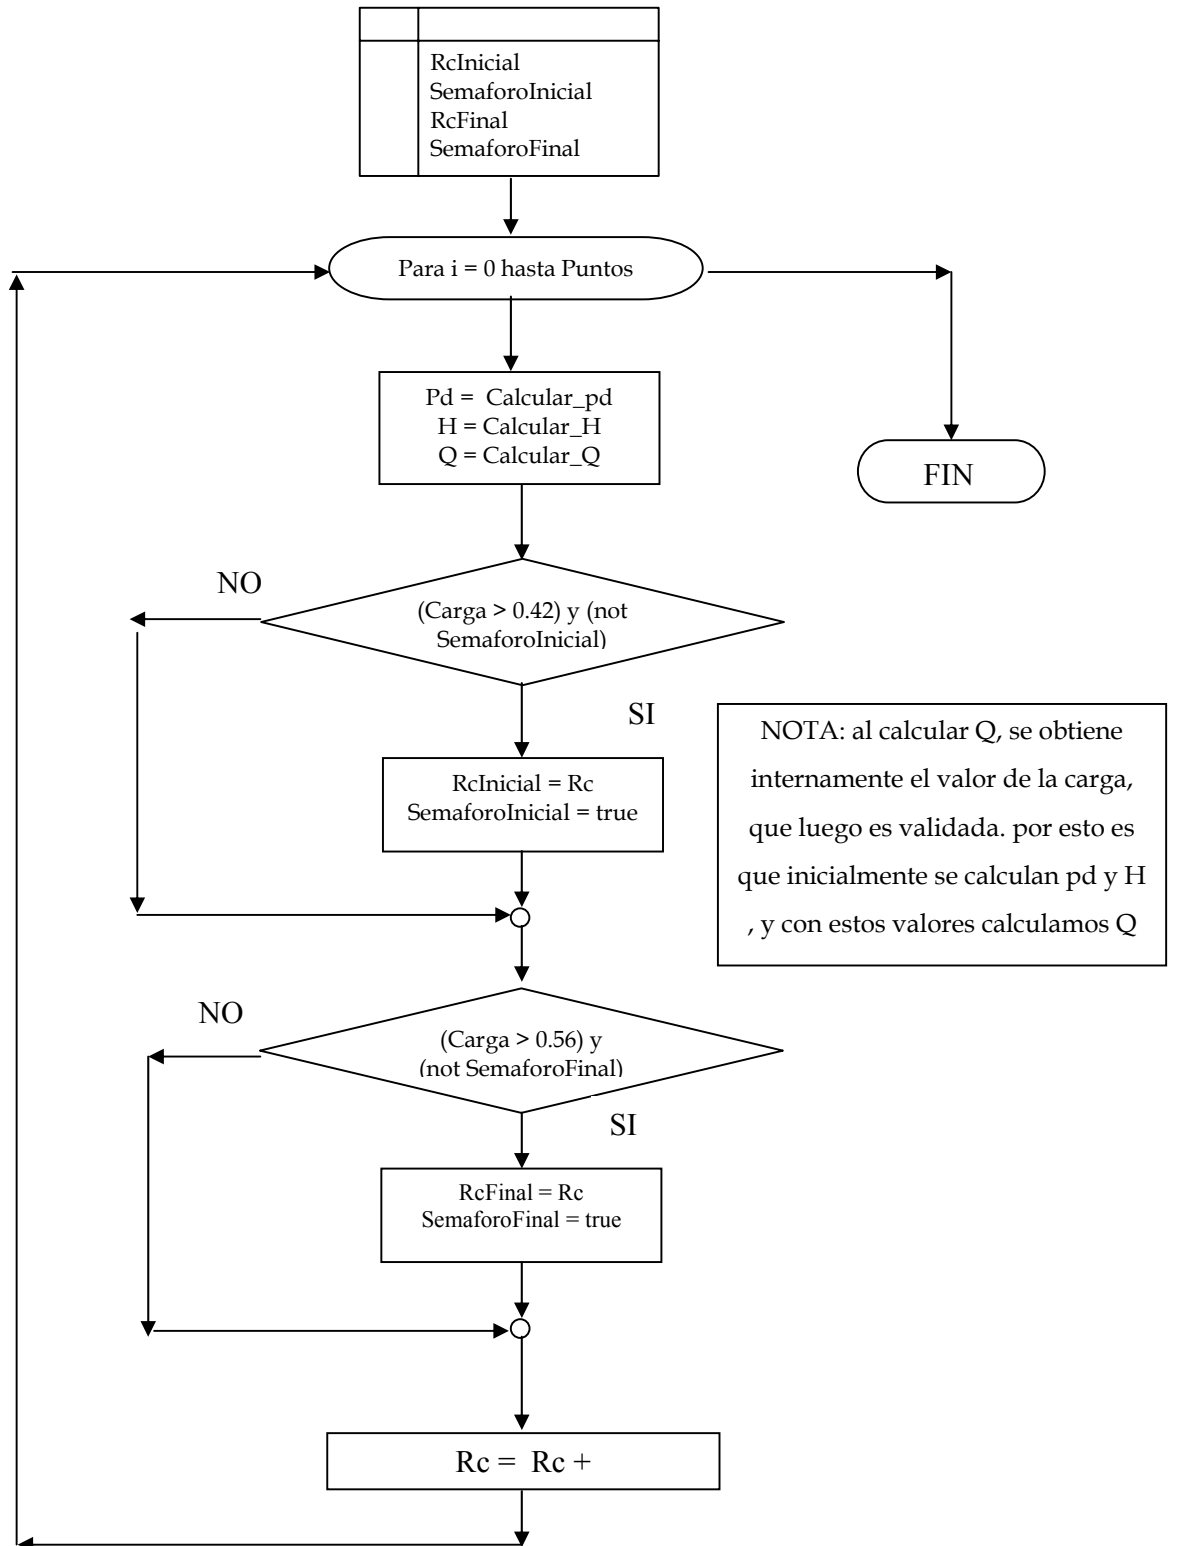 RcInicial
SemaforoInicial
RcFinal
SemaforoFinal
Para i = 0 hasta Puntos
Pd =  Calcular_pd
H = Calcular_H
Q = Calcular_Q
FIN
NO
(Carga > 0.42) y (not
SemaforoInicial)
SI
RcInicial = Rc
SemaforoInicial = true
NOTA: al calcular Q, se obtiene
internamente el valor de la carga,
que luego es validada. por esto es
que inicialmente se calculan pd y H
, y con estos valores calculamos Q
NO
(Carga > 0.56) y
(not SemaforoFinal)
SI
RcFinal = Rc
SemaforoFinal = true
Rc =  Rc +